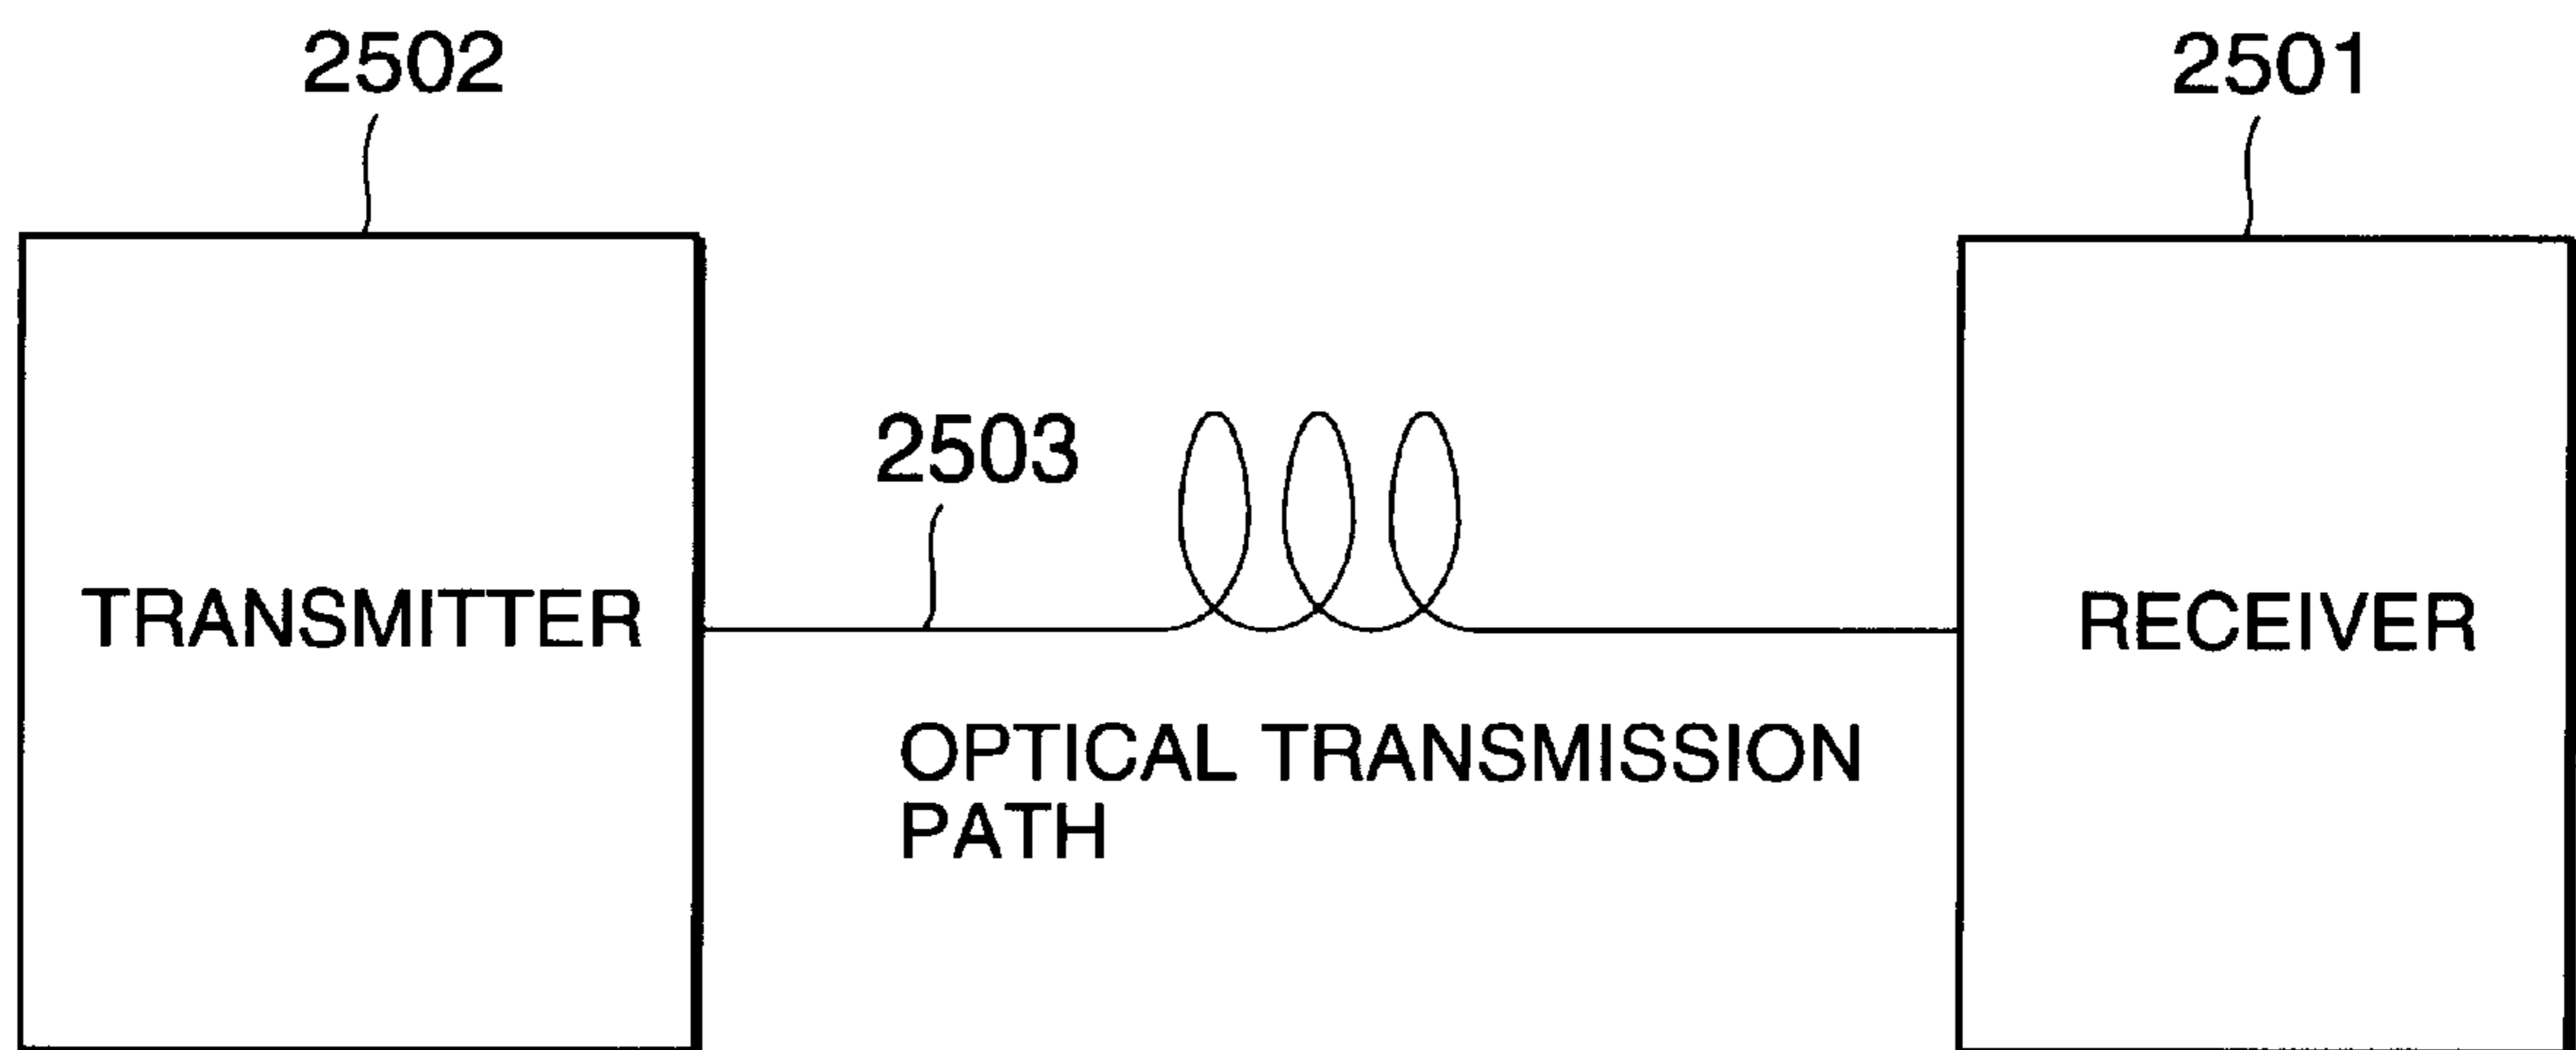 2502
2501
2503
TRANSMITTER
RECEIVER
OPTICAL TRANSMISSION
PATH